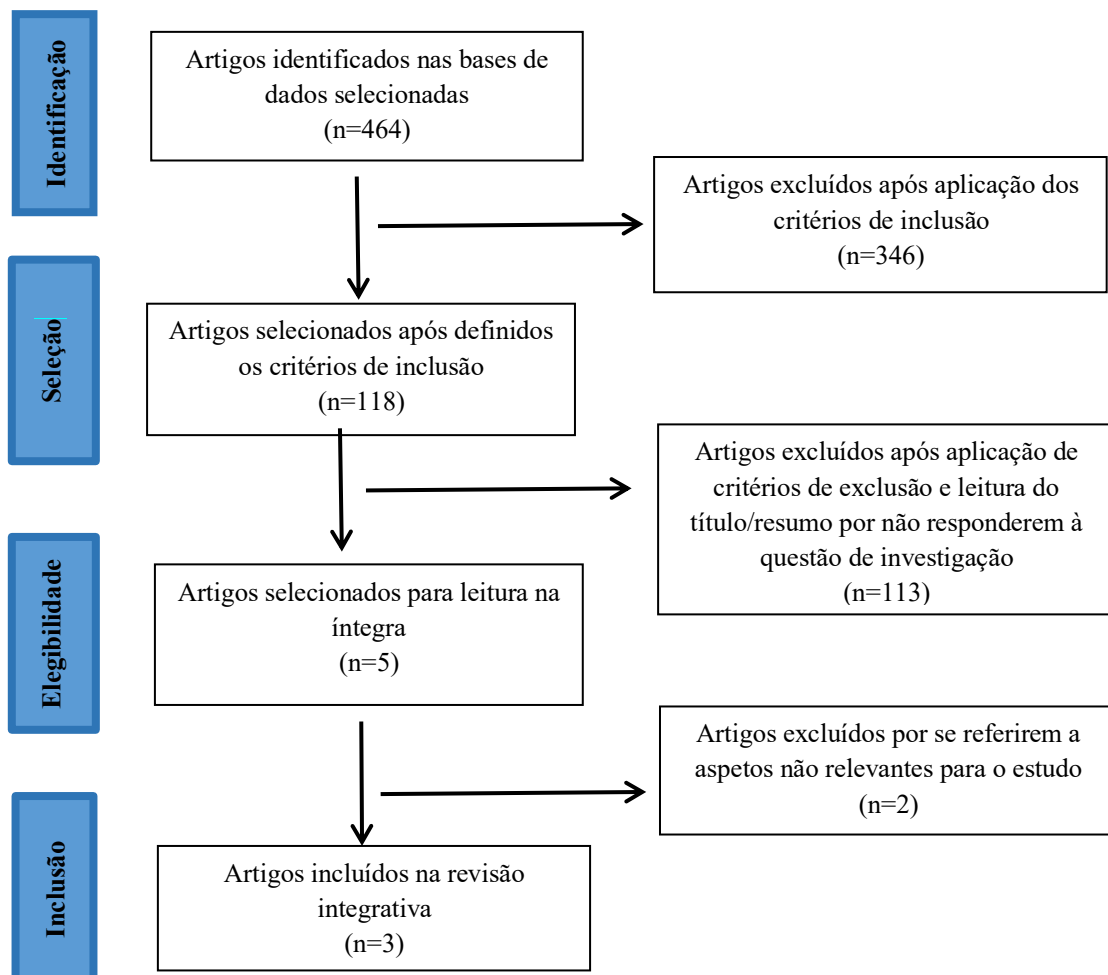 Identificação
Artigos identificados nas bases de
dados selecionadas
(n=464)
Artigos excluídos após aplicação dos
critérios de inclusão
(n=346)
Seleção
Artigos selecionados após definidos
os critérios de inclusão
(n=118)
Artigos excluídos após aplicação de
critérios de exclusão e leitura do
título/resumo por não responderem à
questão de investigação
(n=113)
Elegibilidade
Artigos selecionados para leitura na
íntegra
(n=5)
Artigos excluídos por se referirem a
aspetos não relevantes para o estudo
(n=2)
Inclusão
Artigos incluídos na revisão
integrativa
(n=3)